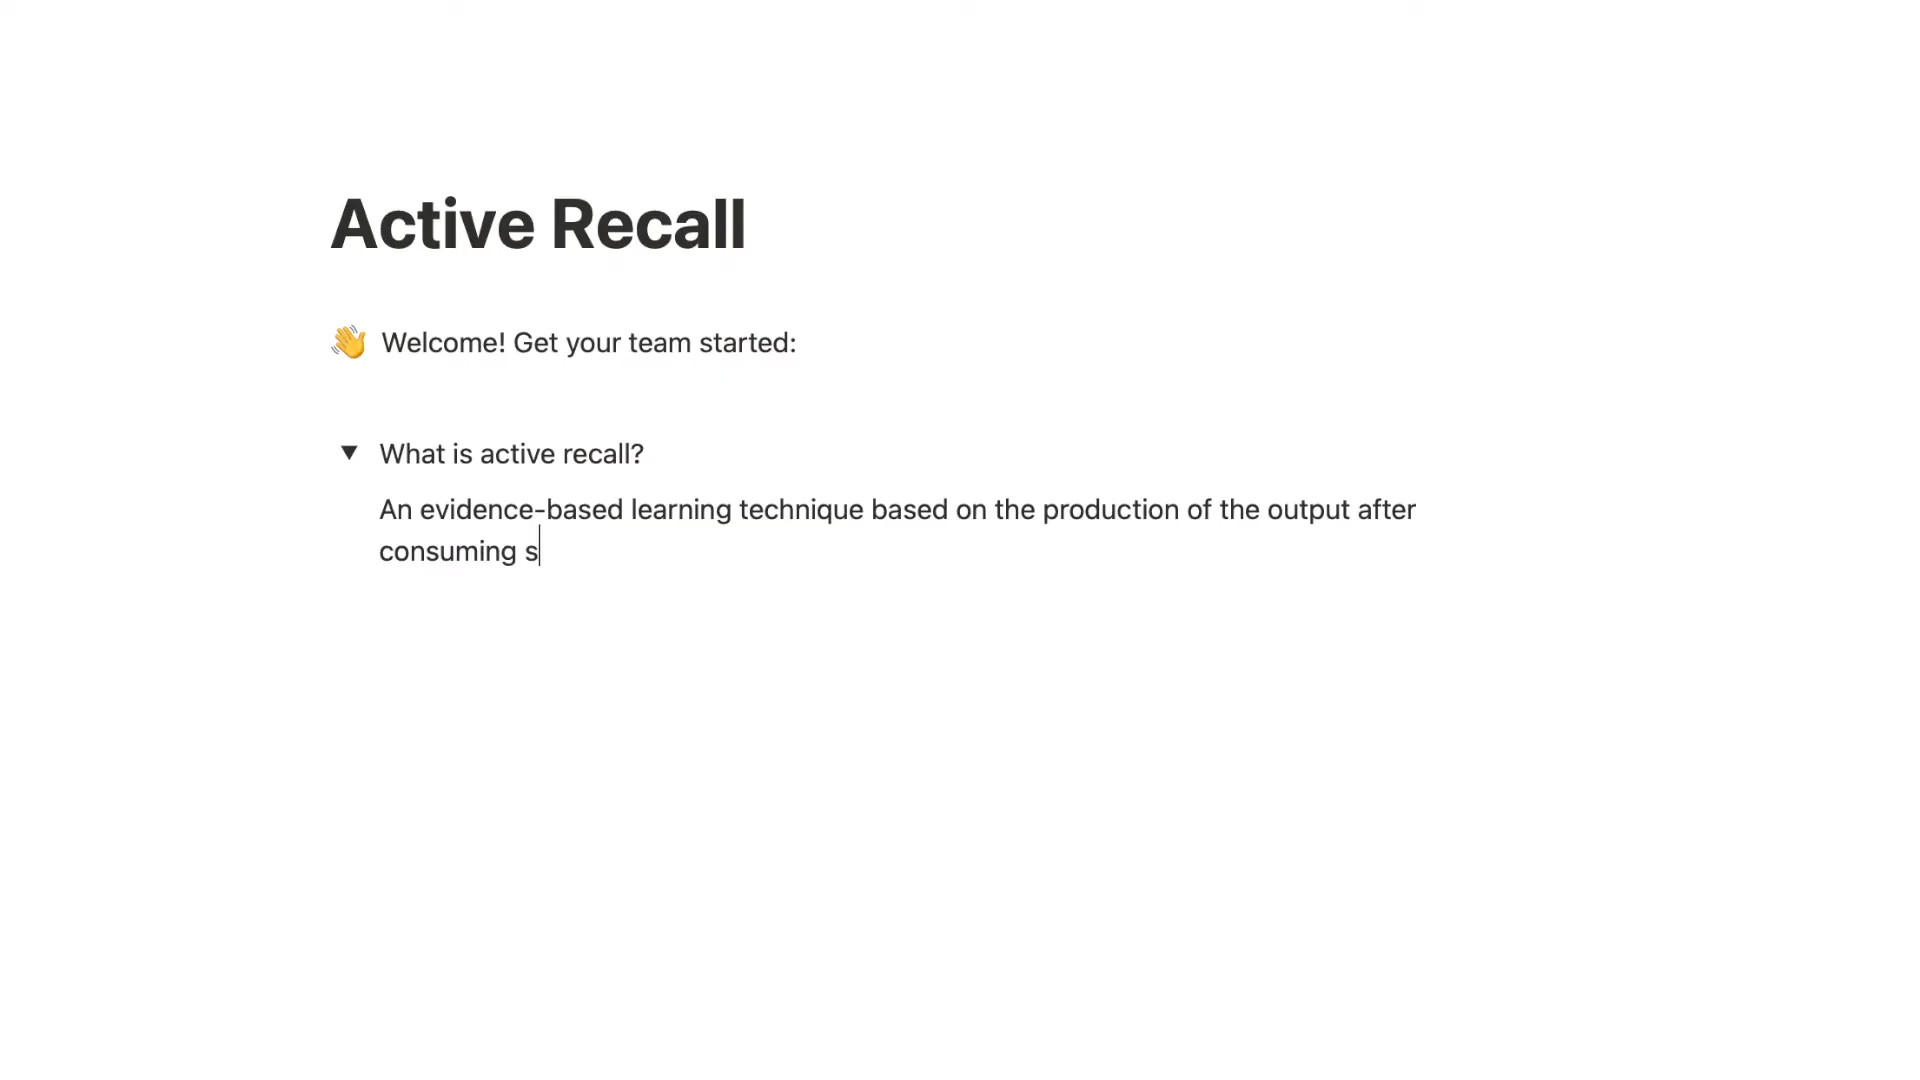 Active Recall
👋 Welcome! Get your team started:
▼ What is active recall?
An evidence-based learning technique based on the production of the output after
consuming s